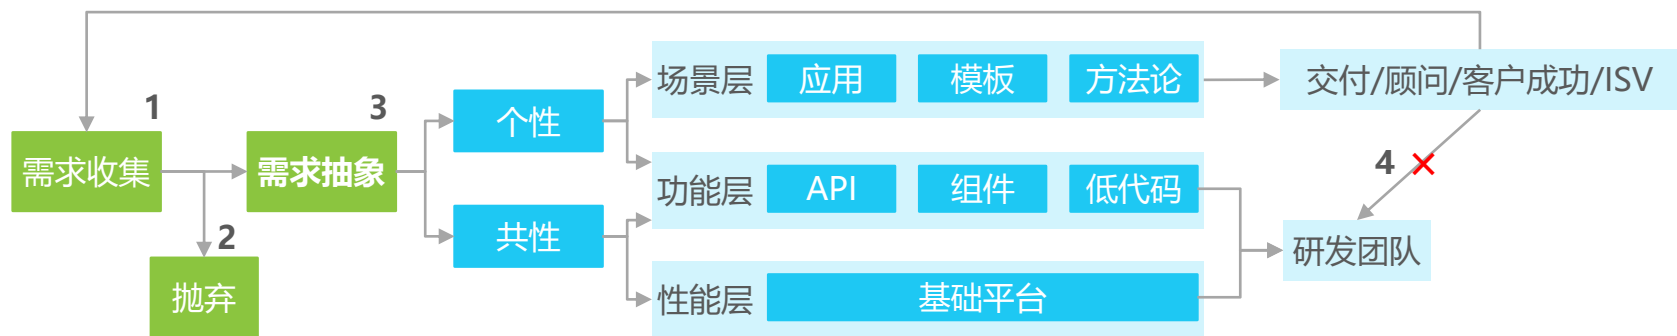 1
需求收集
2
抛弃
3
需求抽象
个性
共性
场景层 应用 模板 方法论
功能层 API 组件 低代码
性能层 基础平台
交付/顾问/客户成功/ISV
4
研发团队